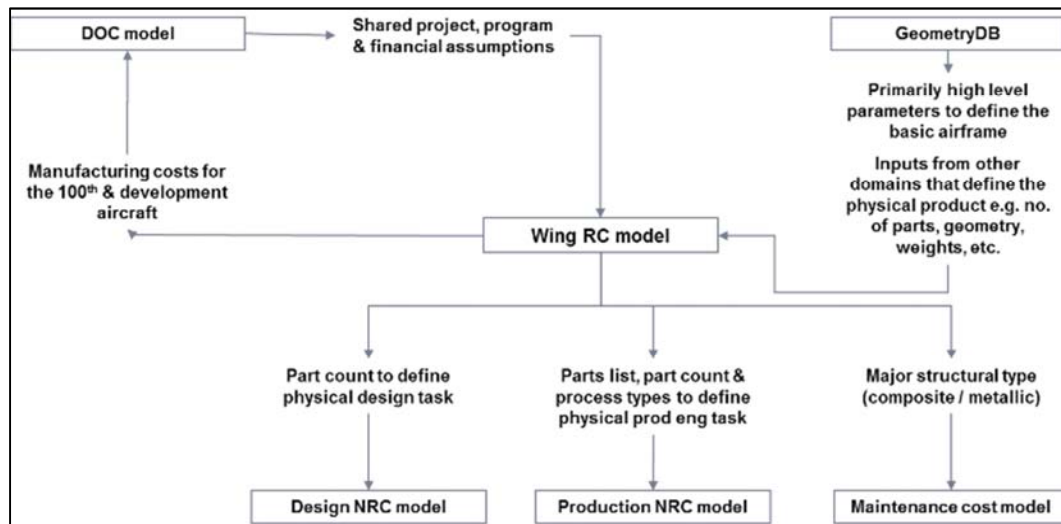 DOC model
Shared project, program
& financial assumptions
GeometryDB
Primarily high level
parameters to define the
basic airframe
Manufacturing costs for
the 100th & development
aircraft
Inputs from other
domains that define the
physical product e.g. no.
of parts, geometry,
weights, etc.
Wing RC model
Part count to define
physical design task
Parts list, part count &
process types to define
physical prod eng task
Major structural type
(composite / metallic)
Design NRC model
Production NRC model
Maintenance cost model